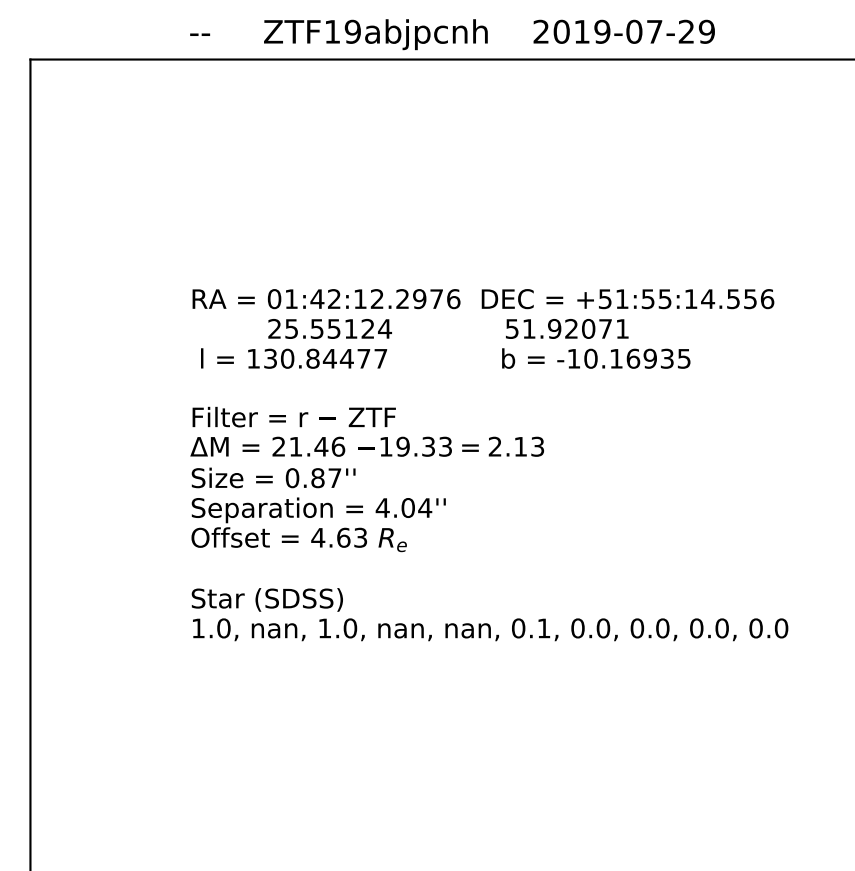 -- ZTF19abjpcnh 2019-07-29
RA = 01:42:12.2976 DEC = +51:55:14.556
25.55124 51.92071
l = 130.84477 b = -10.16935
Filter = r − ZTF
ΔM = 21.46 −19.33 = 2.13
Size = 0.87''
Separation = 4.04''
Offset = 4.63 Rₑ
Star (SDSS)
1.0, nan, 1.0, nan, nan, 0.1, 0.0, 0.0, 0.0, 0.0